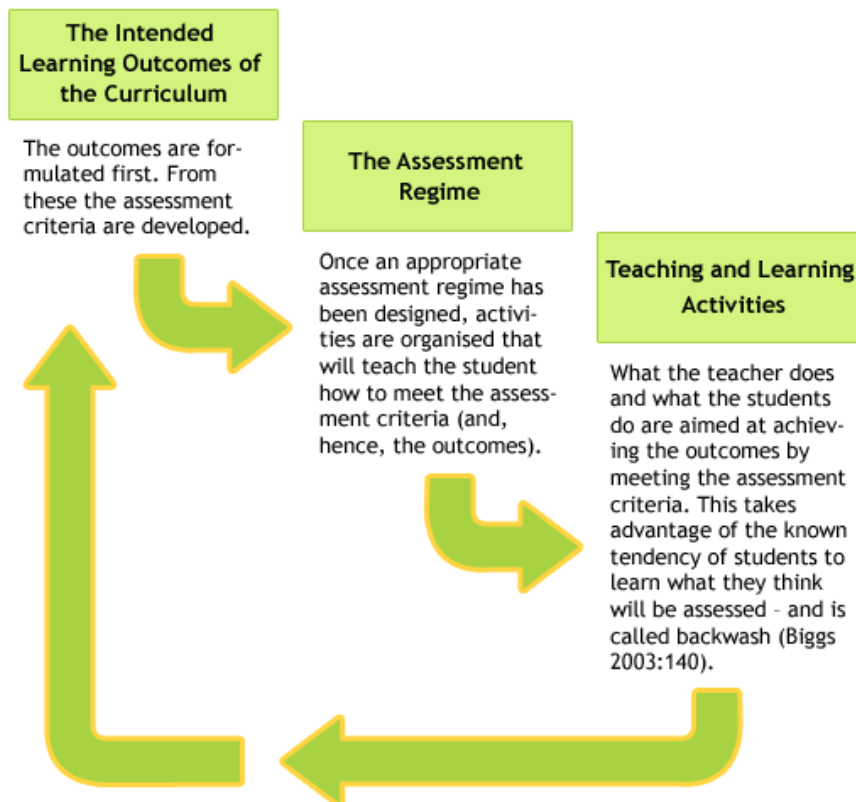 The Intended
Learning Outcomes of
the Curriculum
The outcomes are for-
mulated first. From
these the assessment
criteria are developed.
The Assessment
Regime
Once an appropriate
assessment regime has
been designed, activi-
ties are organised that
will teach the student
how to meet the assess-
ment criteria (and,
hence, the outcomes).
Teaching and Learning
Activities
What the teacher does
and what the students
do are aimed at achiev-
ing the outcomes by
meeting the assessment
criteria. This takes
advantage of the known
tendency of students to
learn what they think
will be assessed – and is
called backwash (Biggs
2003:140).